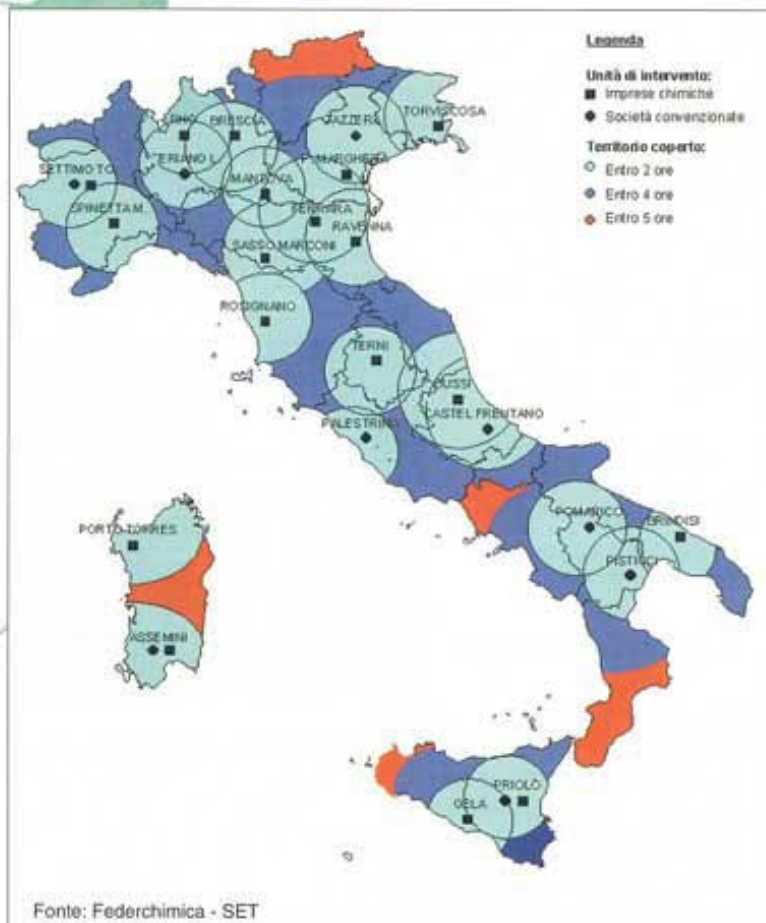 Legenda
Unità di intervento:
Imprese chimiche
Società convenzionate
Territorio coperto:
Entro 2 ore
Entro 4 ore
Entro 5 ore
BRESCIA
TORVISCOSA
SETTIMO TO.
MANTOVA
SPINETTA M.
FERRARA
RAVENNA
SASSO MARCONI
ROSIGNANO
TERNI
BUSSI
CASTEL FRENTANO
PORTO TORRES
BRINDISI
PISTICCI
ASSEMINI
PRIOLO
GELA
Fonte: Federchimica - SET